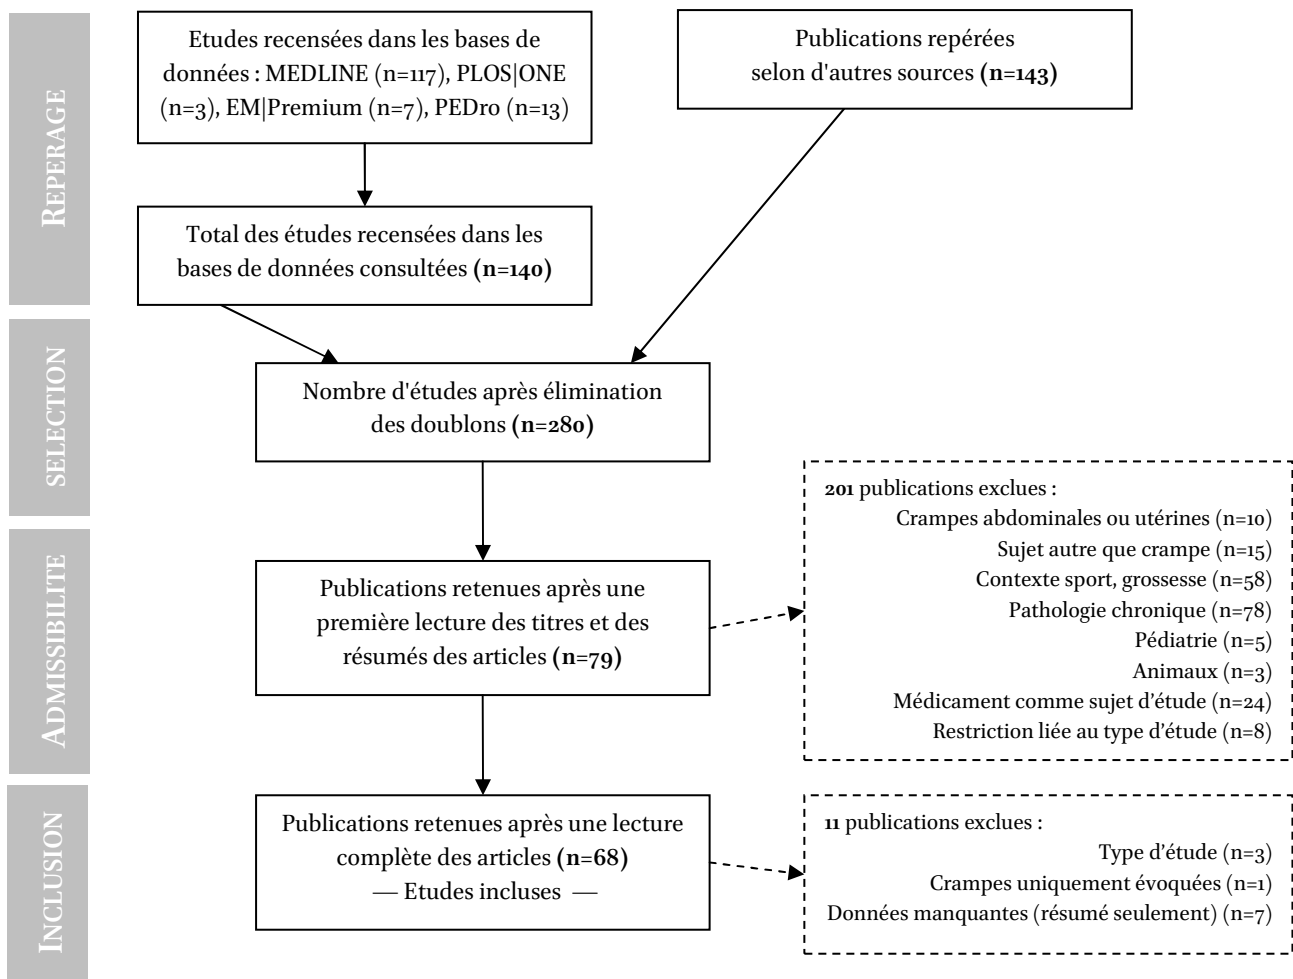 REPERAGE
Etudes recensées dans les bases de
données : MEDLINE (n=117), PLOS|ONE
(n=3), EM|Premium (n=7), PEDro (n=13)
Publications repérées
selon d'autres sources (n=143)
Total des études recensées dans les
bases de données consultées (n=140)
SELECTION
Nombre d'études après élimination
des doublons (n=280)
ADMISSIBILITE
Publications retenues après une
première lecture des titres et des
résumés des articles (n=79)
201 publications exclues :
Crampes abdominales ou utérines (n=10)
Sujet autre que crampe (n=15)
Contexte sport, grossesse (n=58)
Pathologie chronique (n=78)
Pédiatrie (n=5)
Animaux (n=3)
Médicament comme sujet d’étude (n=24)
Restriction liée au type d’étude (n=8)
INCLUSION
Publications retenues après une lecture
complète des articles (n=68)
— Etudes incluses —
11 publications exclues :
Type d’étude (n=3)
Crampes uniquement évoquées (n=1)
Données manquantes (résumé seulement) (n=7)